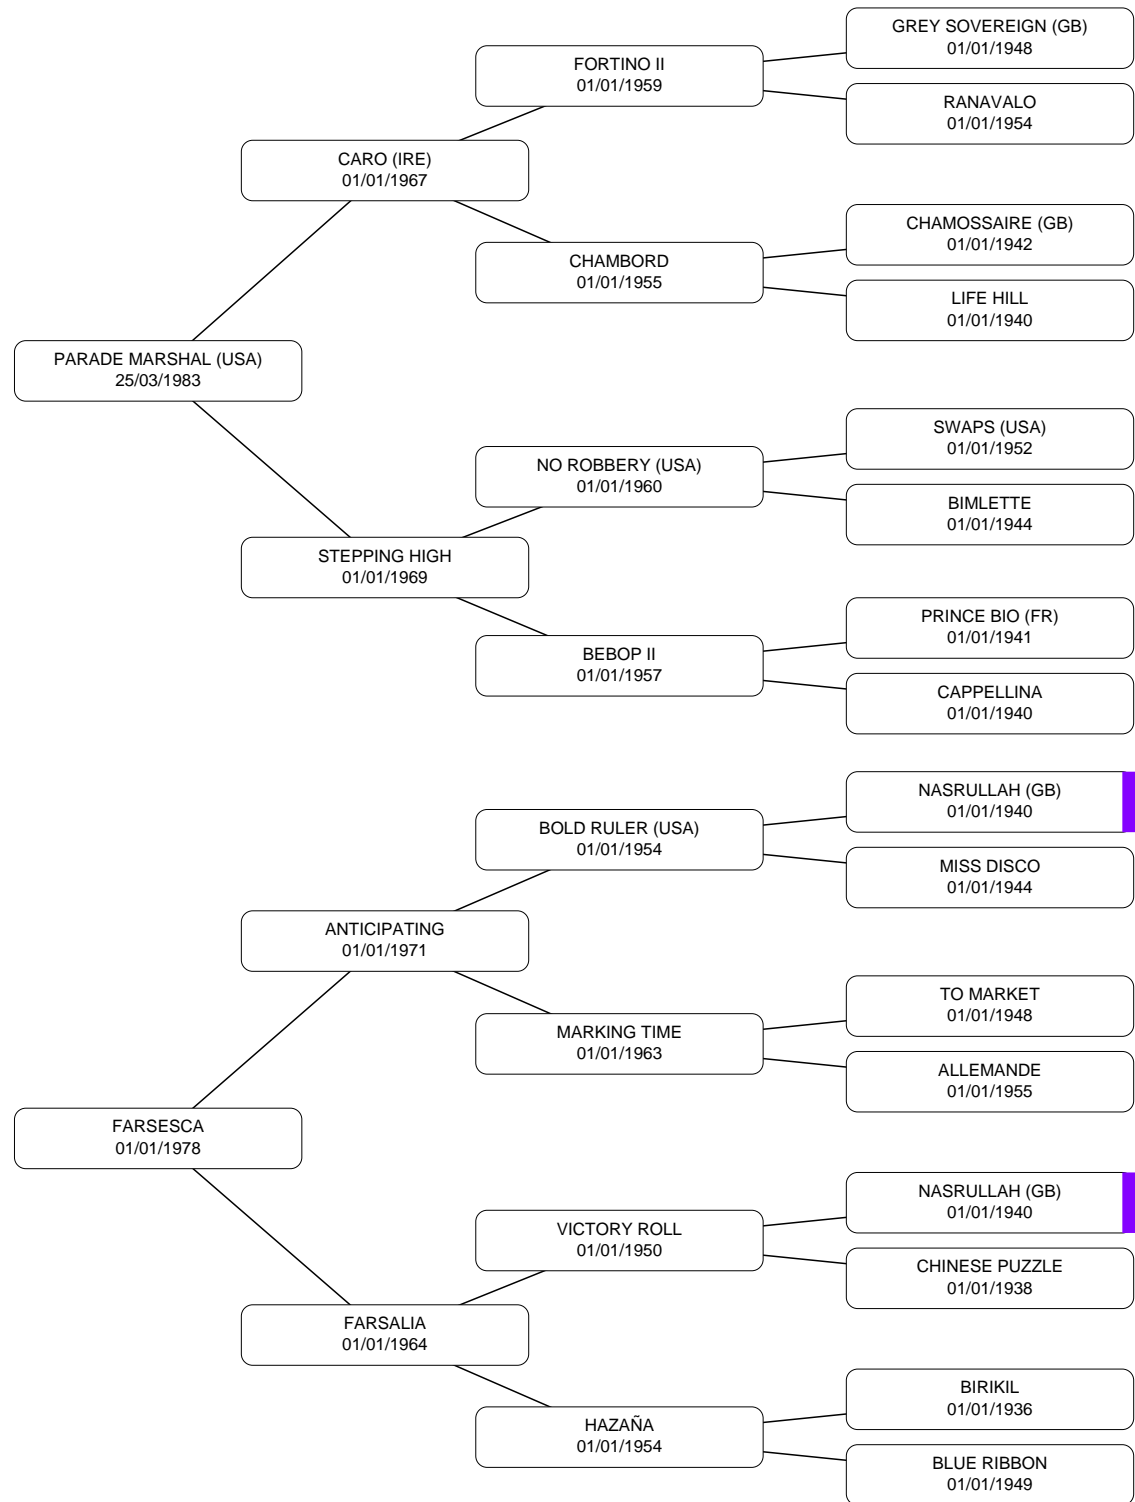 GREY SOVEREIGN (GB)
01/01/1948
FORTINO II
01/01/1959
RANAVALO
01/01/1954
CARO (IRE)
01/01/1967
CHAMOSSAIRE (GB)
01/01/1942
CHAMBORD
01/01/1955
LIFE HILL
01/01/1940
PARADE MARSHAL (USA)
25/03/1983
SWAPS (USA)
01/01/1952
NO ROBBERY (USA)
01/01/1960
BIMLETTE
01/01/1944
STEPPING HIGH
01/01/1969
PRINCE BIO (FR)
01/01/1941
BEBOP II
01/01/1957
CAPPELLINA
01/01/1940
NASRULLAH (GB)
01/01/1940
BOLD RULER (USA)
01/01/1954
MISS DISCO
01/01/1944
ANTICIPATING
01/01/1971
TO MARKET
01/01/1948
MARKING TIME
01/01/1963
ALLEMANDE
01/01/1955
FARSESCA
01/01/1978
NASRULLAH (GB)
01/01/1940
VICTORY ROLL
01/01/1950
CHINESE PUZZLE
01/01/1938
FARSALIA
01/01/1964
BIRIKIL
01/01/1936
HAZAÑA
01/01/1954
BLUE RIBBON
01/01/1949